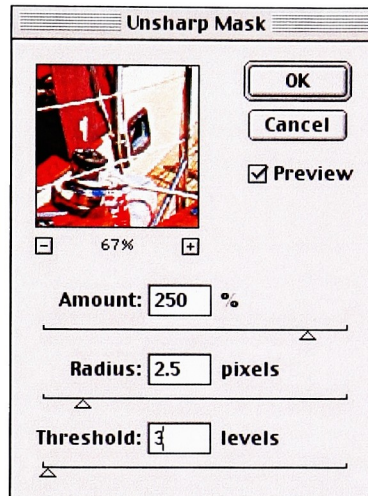 Unsharp Mask
OK
Cancel
Preview
67%
Amount: 250 %
Radius: 2.5 pixels
Threshold: 3 levels